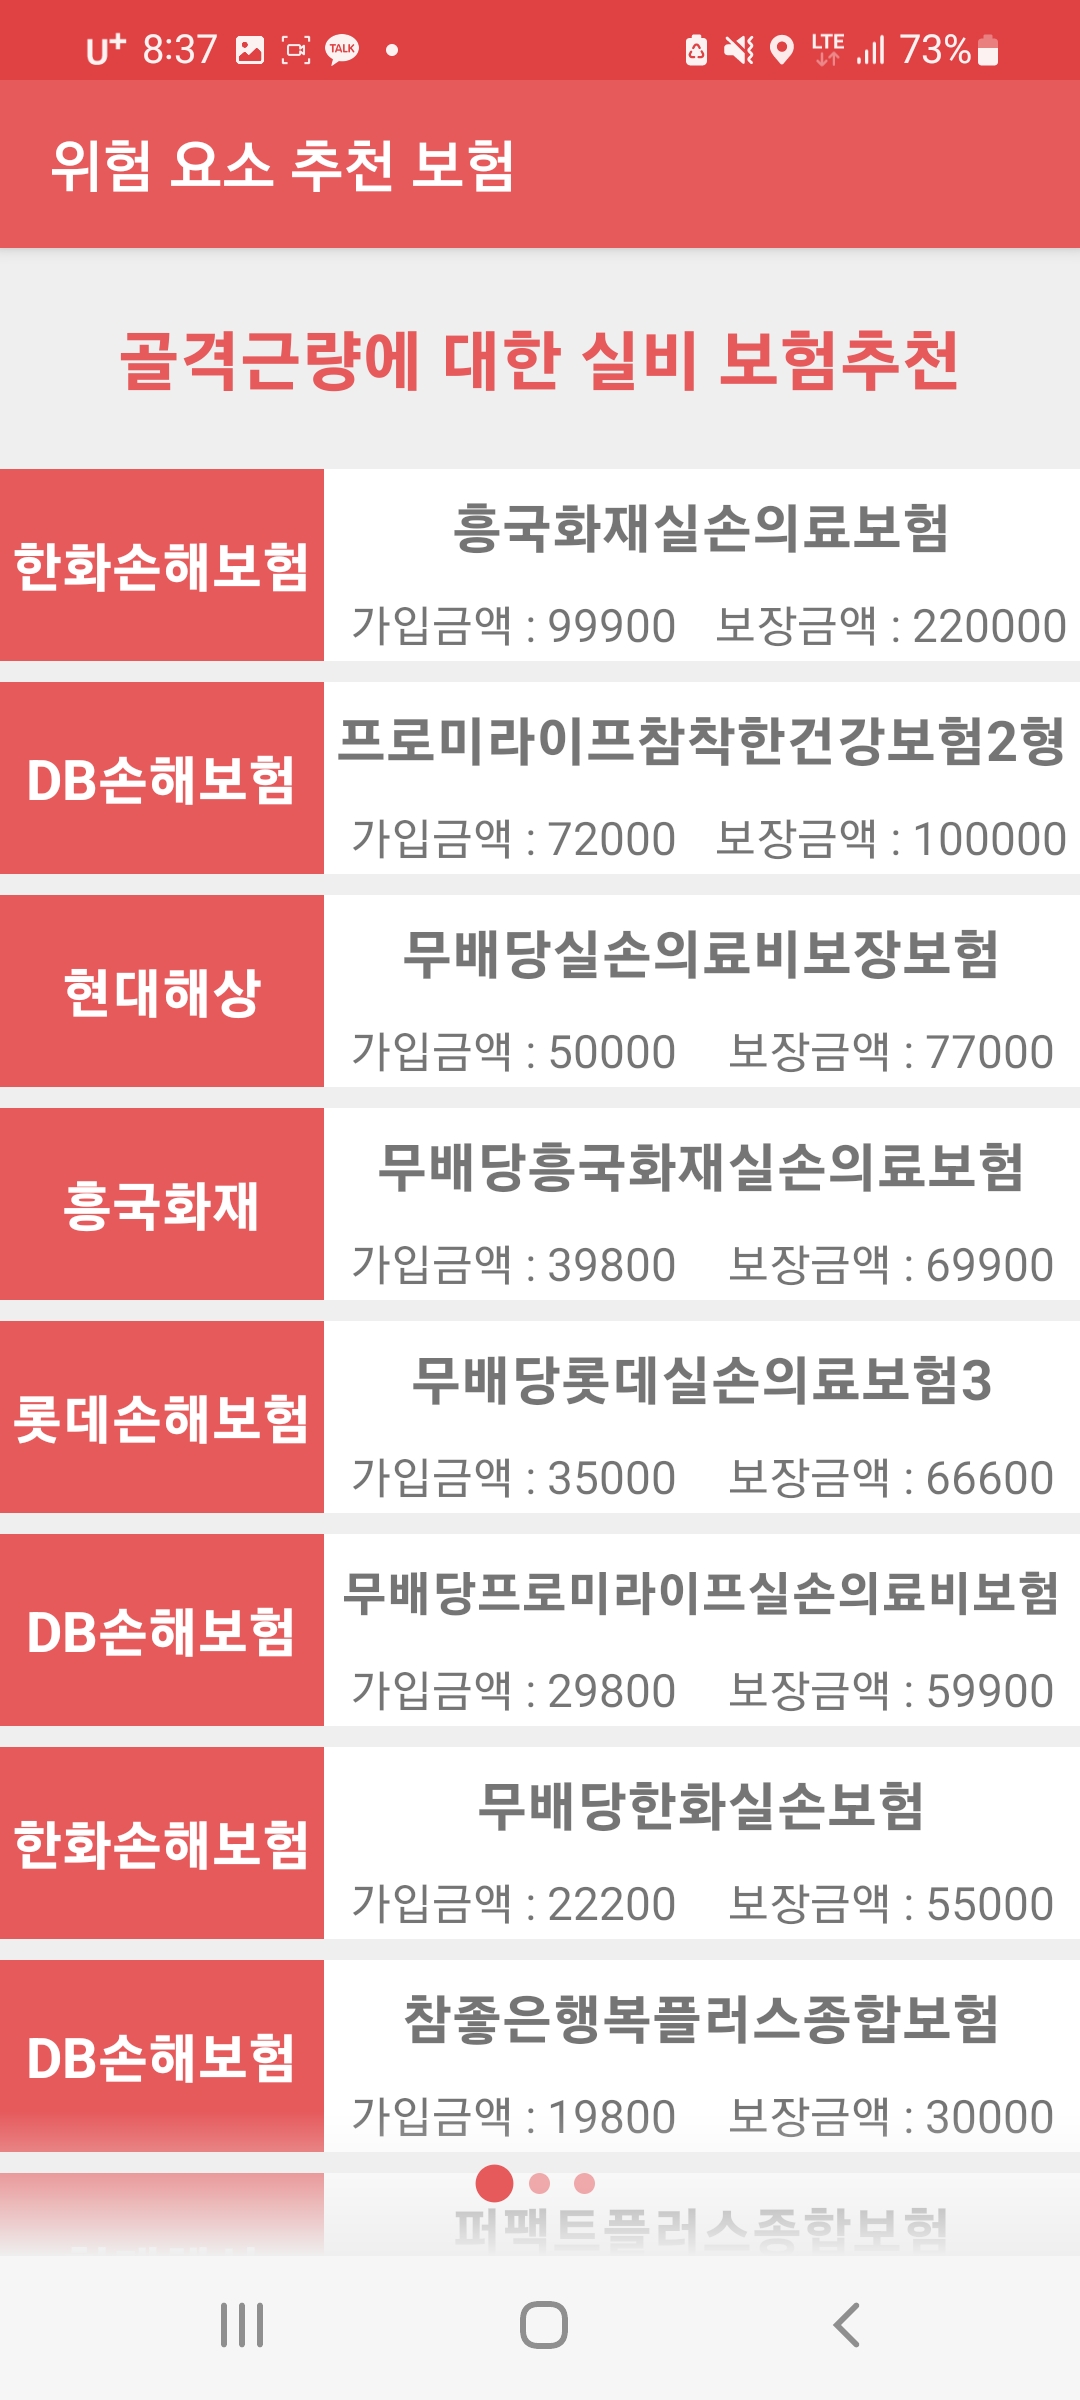 U+ 8:37 TALK LTE 73%
위험 요소 추천 보험
골격근량에 대한 실비 보험추천
한화손해보험
흥국화재실손의료보험
가입금액 : 99900 보장금액 : 220000
DB손해보험
프로미라이프참착한건강보험2형
가입금액 : 72000 보장금액 : 100000
현대해상
무배당실손의료비보장보험
가입금액 : 50000 보장금액 : 77000
흥국화재
무배당흥국화재실손의료보험
가입금액 : 39800 보장금액 : 69900
롯데손해보험
무배당롯데실손의료보험3
가입금액 : 35000 보장금액 : 66600
DB손해보험
무배당프로미라이프실손의료비보험
가입금액 : 29800 보장금액 : 59900
한화손해보험
무배당한화실손보험
가입금액 : 22200 보장금액 : 55000
DB손해보험
참좋은행복플러스종합보험
가입금액 : 19800 보장금액 : 30000
퍼팩트플러스종합보험